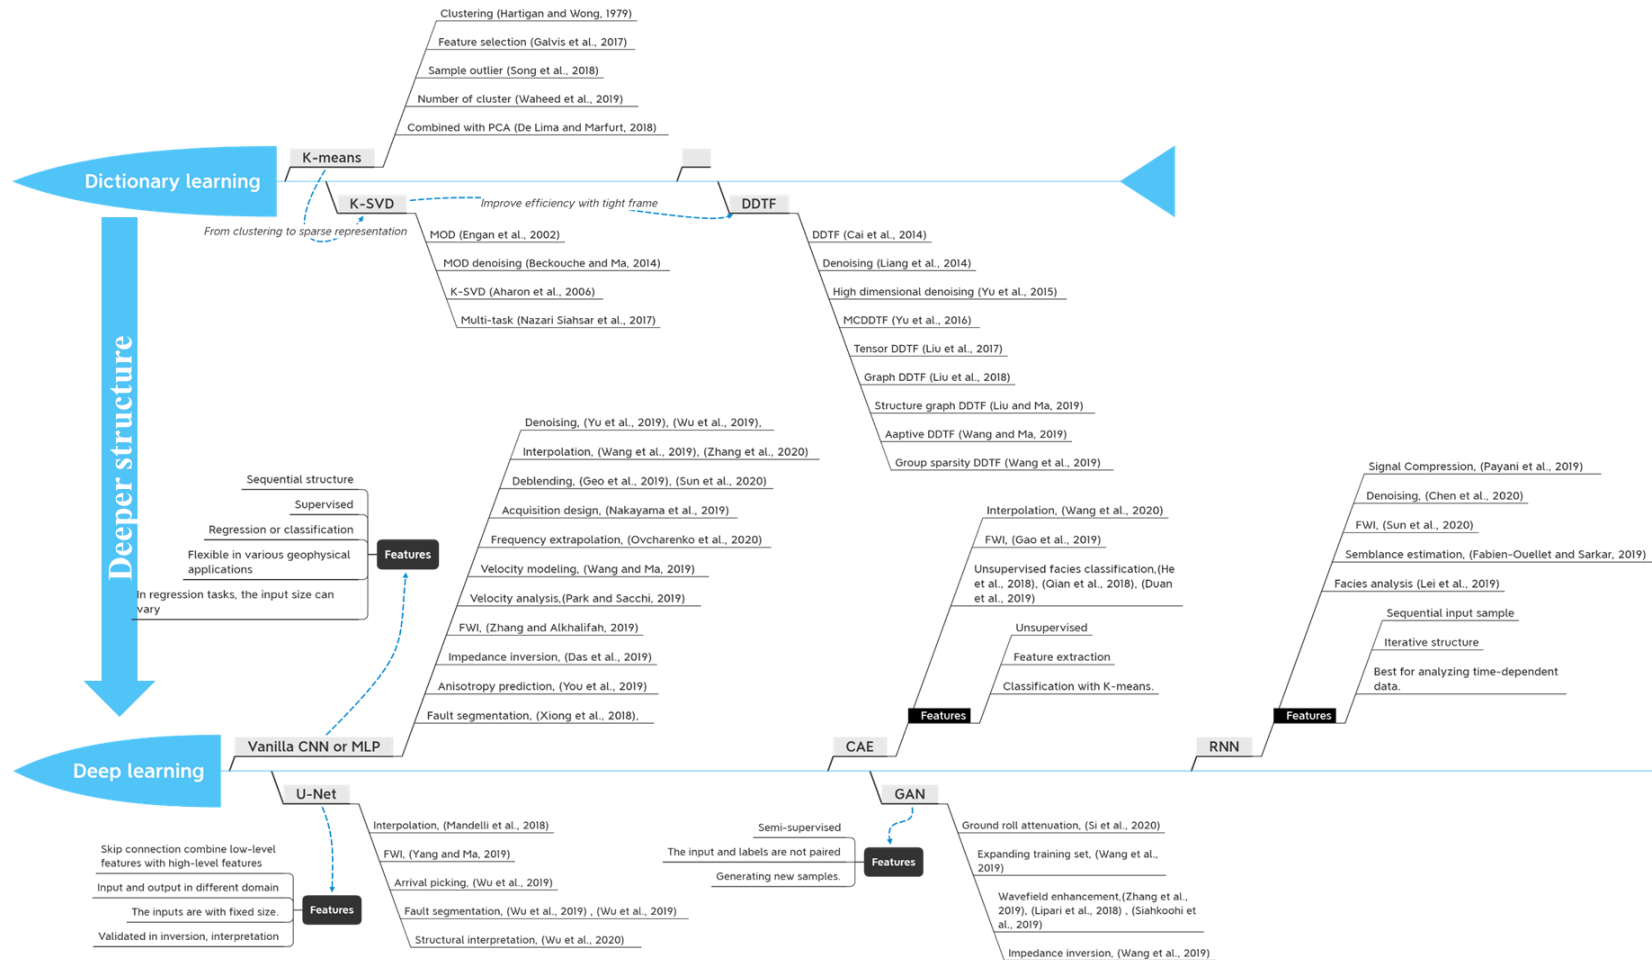 Clustering (Hartigan and Wong, 1979)
Feature selection (Galvis et al., 2017)
Sample outlier (Song et al., 2018)
Number of cluster (Waheed et al., 2019)
Combined with PCA (De Lima and Marfurt, 2018)
K-means
Dictionary learning
K-SVD
Improve efficiency with tight frame
DDTF
From clustering to sparse representation
MOD (Engan et al., 2002)
MOD denoising (Beckouche and Ma, 2014)
K-SVD (Aharon et al., 2006)
Multi-task (Nazari Siahsar et al., 2017)
DDTF (Cai et al., 2014)
Denoising (Liang et al., 2014)
High dimensional denoising (Yu et al., 2015)
MCDDTF (Yu et al., 2016)
Tensor DDTF (Liu et al., 2017)
Graph DDTF (Liu et al., 2018)
Structure graph DDTF (Liu and Ma, 2019)
Aaptive DDTF (Wang and Ma, 2019)
Group sparsity DDTF (Wang et al., 2019)
Deeper structure
Sequential structure
Supervised
Regression or classification
Flexible in various geophysical
applications
In regression tasks, the input size can
vary
Features
Denoising, (Yu et al., 2019), (Wu et al., 2019),
Interpolation, (Wang et al., 2019), (Zhang et al., 2020)
Deblending, (Geo et al., 2019), (Sun et al., 2020)
Acquisition design, (Nakayama et al., 2019)
Frequency extrapolation, (Ovcharenko et al., 2020)
Velocity modeling, (Wang and Ma, 2019)
Velocity analysis,(Park and Sacchi, 2019)
FWI, (Zhang and Alkhalifah, 2019)
Impedance inversion, (Das et al., 2019)
Anisotropy prediction, (You et al., 2019)
Fault segmentation, (Xiong et al., 2018),
Vanilla CNN or MLP
Interpolation, (Wang et al., 2020)
FWI, (Gao et al., 2019)
Unsupervised facies classification,(He
et al., 2018), (Qian et al., 2018), (Duan
et al., 2019)
Unsupervised
Feature extraction
Classification with K-means.
Features
CAE
Signal Compression, (Payani et al., 2019)
Denoising, (Chen et al., 2020)
FWI, (Sun et al., 2020)
Semblance estimation, (Fabien-Ouellet and Sarkar, 2019)
Facies analysis (Lei et al., 2019)
Sequential input sample
Iterative structure
Best for analyzing time-dependent
data.
Features
RNN
Deep learning
U-Net
Interpolation, (Mandelli et al., 2018)
FWI, (Yang and Ma, 2019)
Arrival picking, (Wu et al., 2019)
Fault segmentation, (Wu et al., 2019) , (Wu et al., 2019)
Structural interpretation, (Wu et al., 2020)
Skip connection combine low-level
features with high-level features
Input and output in different domain
The inputs are with fixed size.
Validated in inversion, interpretation
Features
GAN
Semi-supervised
The input and labels are not paired
Generating new samples.
Features
Ground roll attenuation, (Si et al., 2020)
Expanding training set, (Wang et al.,
2019)
Wavefield enhancement,(Zhang et al.,
2019), (Lipari et al., 2018) , (Siahkoohi et
al., 2019)
Impedance inversion, (Wang et al., 2019)